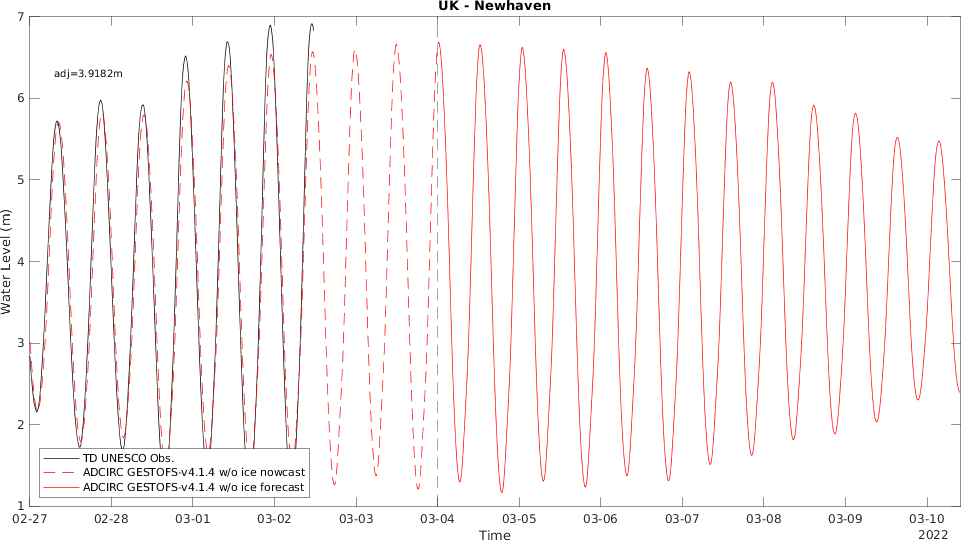 UK - Newhaven
7
adj=3.9182m
6
5
4
3
2
1
Water Level (m)
TD UNESCO Obs.
ADCIRC GESTOFS-v4.1.4 w/o ice nowcast
ADCIRC GESTOFS-v4.1.4 w/o ice forecast
02-27 02-28 03-01 03-02 03-03 03-04 03-05 03-06 03-07 03-08 03-09 03-10
Time
2022